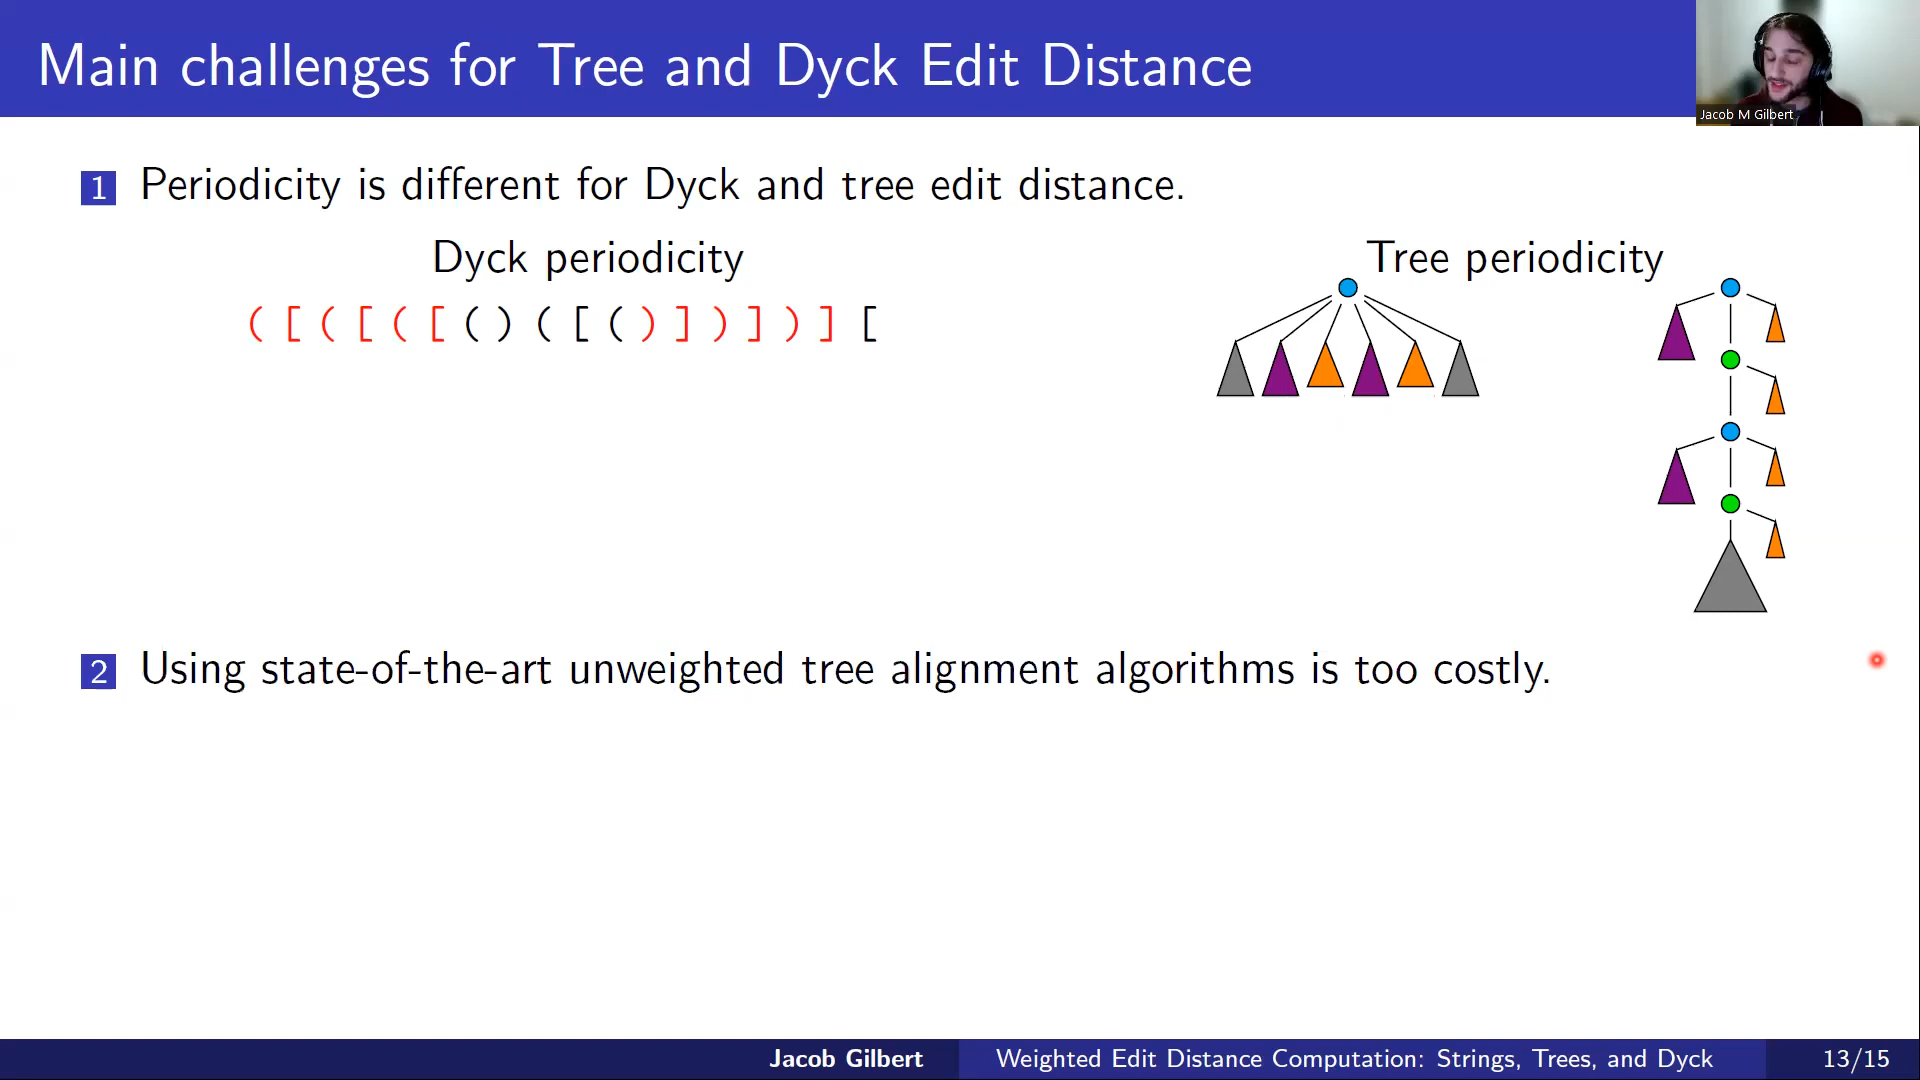 Main challenges for Tree and Dyck Edit Distance
Jacob M Gilbert
1 Periodicity is different for Dyck and tree edit distance.
Dyck periodicity
Tree periodicity
( [ ( [ ( [ ( ) ( [ ( ) ] ) ] ) ] [
2 Using state-of-the-art unweighted tree alignment algorithms is too costly.
Jacob Gilbert
Weighted Edit Distance Computation: Strings, Trees, and Dyck
13/15